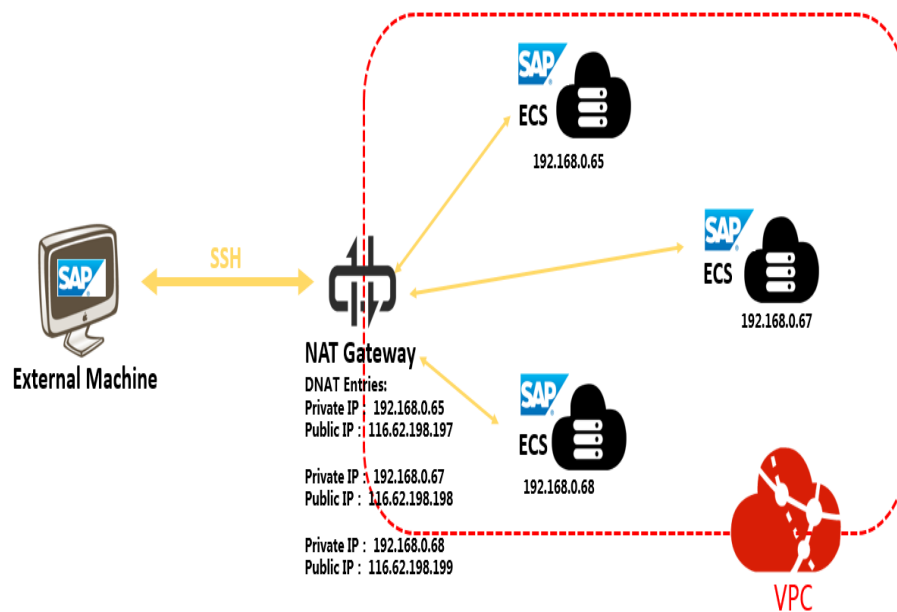 SAP
ECS
192.168.0.65
SAP
ECS
192.168.0.67
SSH
SAP
External Machine
NAT Gateway
DNAT Entries:
Private IP : 192.168.0.65
Public IP : 116.62.198.197
Private IP : 192.168.0.67
Public IP : 116.62.198.198
Private IP : 192.168.0.68
Public IP : 116.62.198.199
SAP
ECS
192.168.0.68
VPC